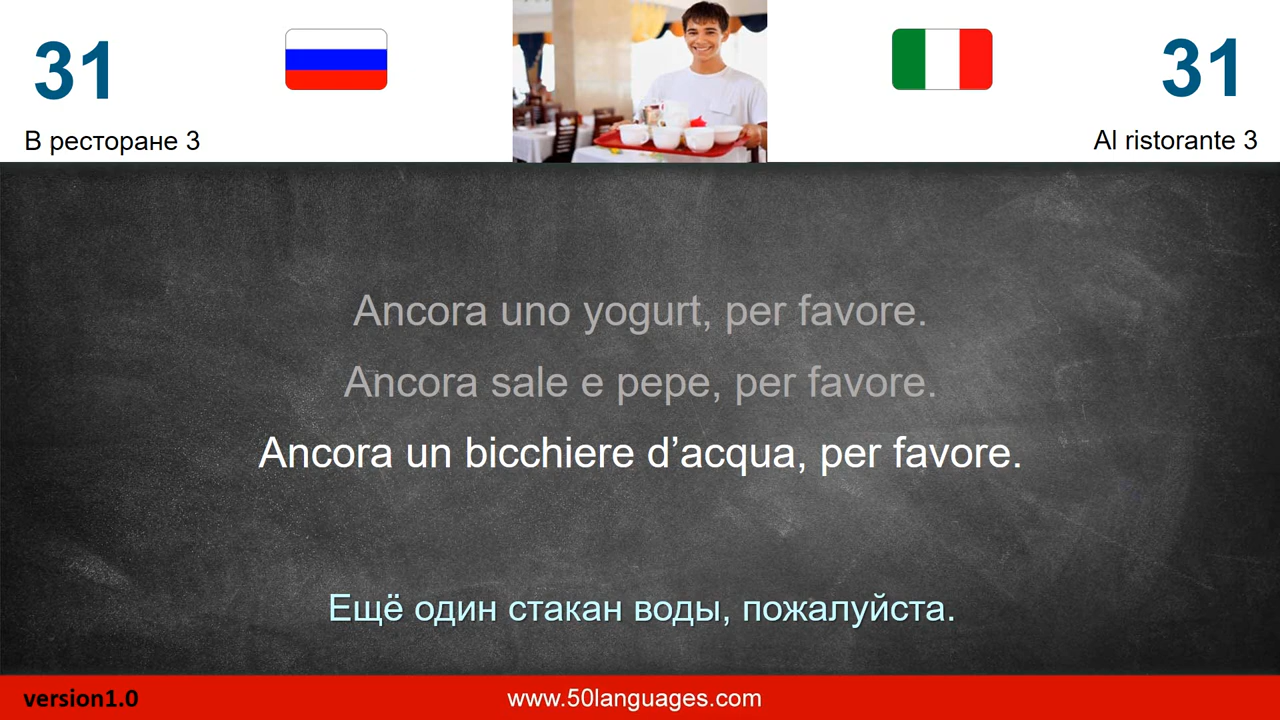 31
31
В ресторане 3
Al ristorante 3
Ancora uno yogurt, per favore.
Ancora sale e pepe, per favore.
Ancora un bicchiere d’acqua, per favore.
Ещё один стакан воды, пожалуйста.
version1.0
www.50languages.com